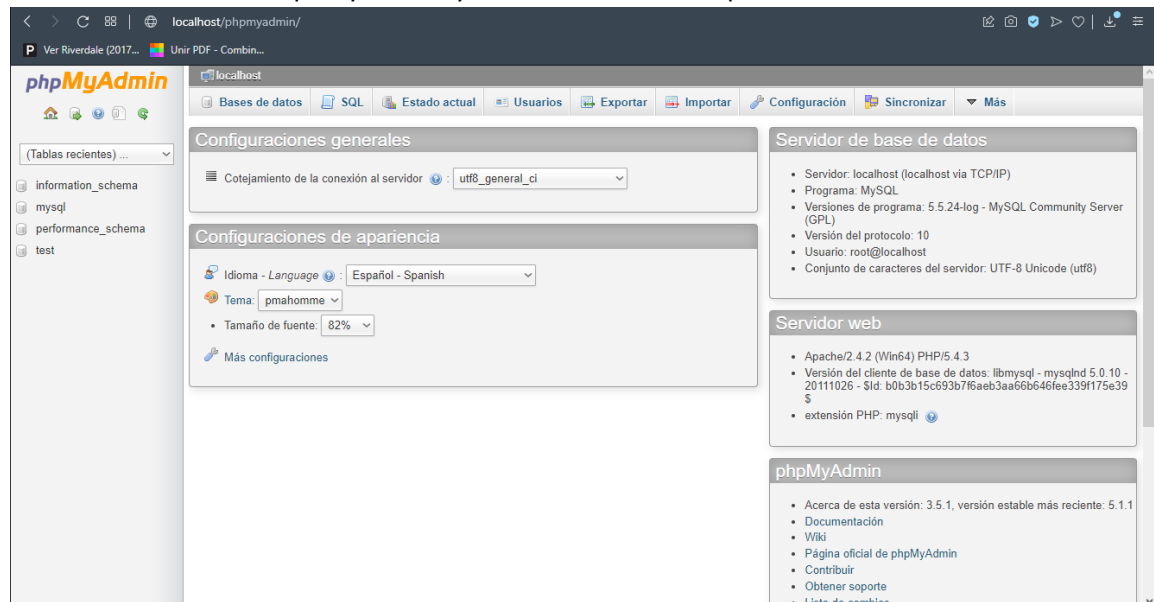 localhost/phpmyadmin/
Ver Riverdale (2017... Unir PDF - Combin...
phpMyAdmin
(Tablas recientes) ...
information_schema
mysql
performance_schema
test
localhost
Bases de datos SQL Estado actual Usuarios Exportar Importar Configuración Sincronizar Más
Configuraciones generales
Cotejamiento de la conexión al servidor : utf8_general_ci
Configuraciones de apariencia
Idioma - Language : Español - Spanish
Tema: pmahomme
• Tamaño de fuente: 82%
Más configuraciones
Servidor de base de datos
• Servidor: localhost (localhost via TCP/IP)
• Programa: MySQL
• Versiones de programa: 5.5.24-log - MySQL Community Server
(GPL)
• Versión del protocolo: 10
• Usuario: root@localhost
• Conjunto de caracteres del servidor: UTF-8 Unicode (utf8)
Servidor web
• Apache/2.4.2 (Win64) PHP/5.4.3
• Versión del cliente de base de datos: libmysql - mysqlnd 5.0.10 -
20111026 - $Id: b0b3b15c693b7f6aeb3aa66b646fee339f175e39
$
• extensión PHP: mysqli
phpMyAdmin
• Acerca de esta versión: 3.5.1, versión estable más reciente: 5.1.1
• Documentación
• Wiki
• Página oficial de phpMyAdmin
• Contribuir
• Obtener soporte
• Lista de cambios